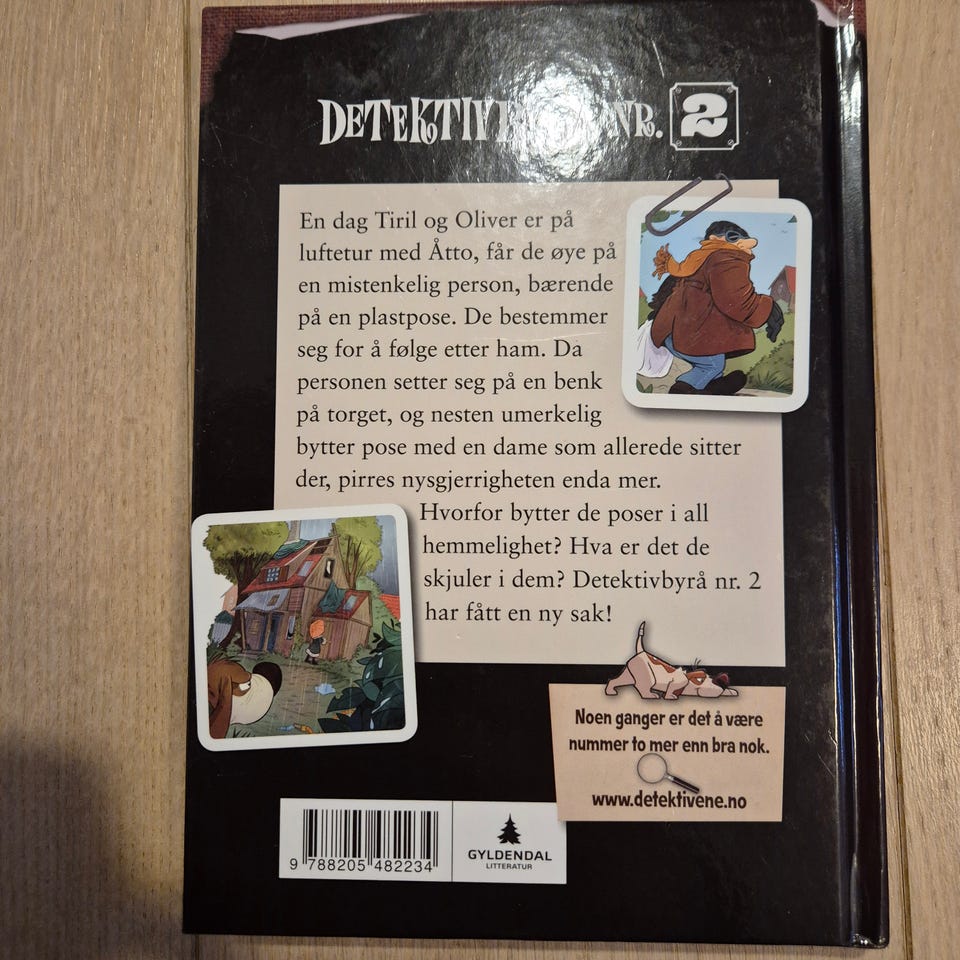 DETEKTIVBYRÅ NR. 2
En dag Tiril og Oliver er på
luftetur med Åtto, får de øye på
en mistenkelig person, bærende
på en plastpose. De bestemmer
seg for å følge etter ham. Da
personen setter seg på en benk
på torget, og nesten umerkelig
bytter pose med en dame som allerede sitter
der, pirres nysgjerrigheten enda mer.
Hvorfor bytter de poser i all
hemmelighet? Hva er det de
skjuler i dem? Detektivbyrå nr. 2
har fått en ny sak!
Noen ganger er det å være
nummer to mer enn bra nok.
www.detektivene.no
9 788205 482234
GYLDENDAL
LITTERATUR